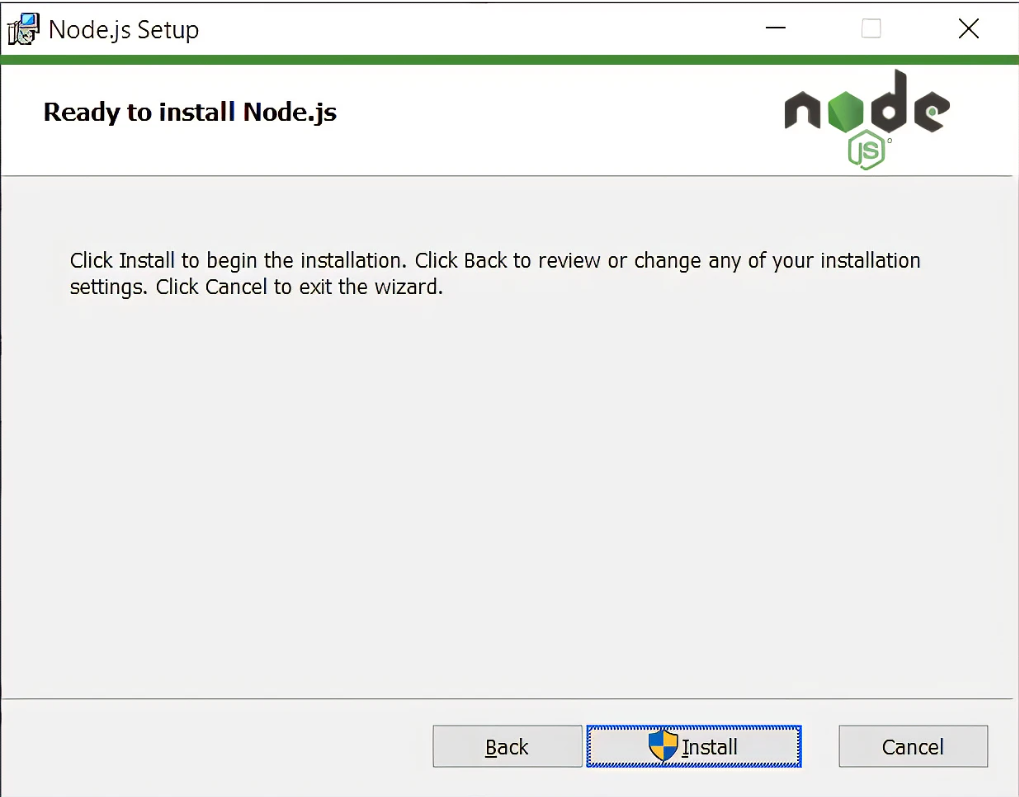 Node.js Setup
Ready to install Node.js
node
JS
Click Install to begin the installation. Click Back to review or change any of your installation
settings. Click Cancel to exit the wizard.
Back
Install
Cancel